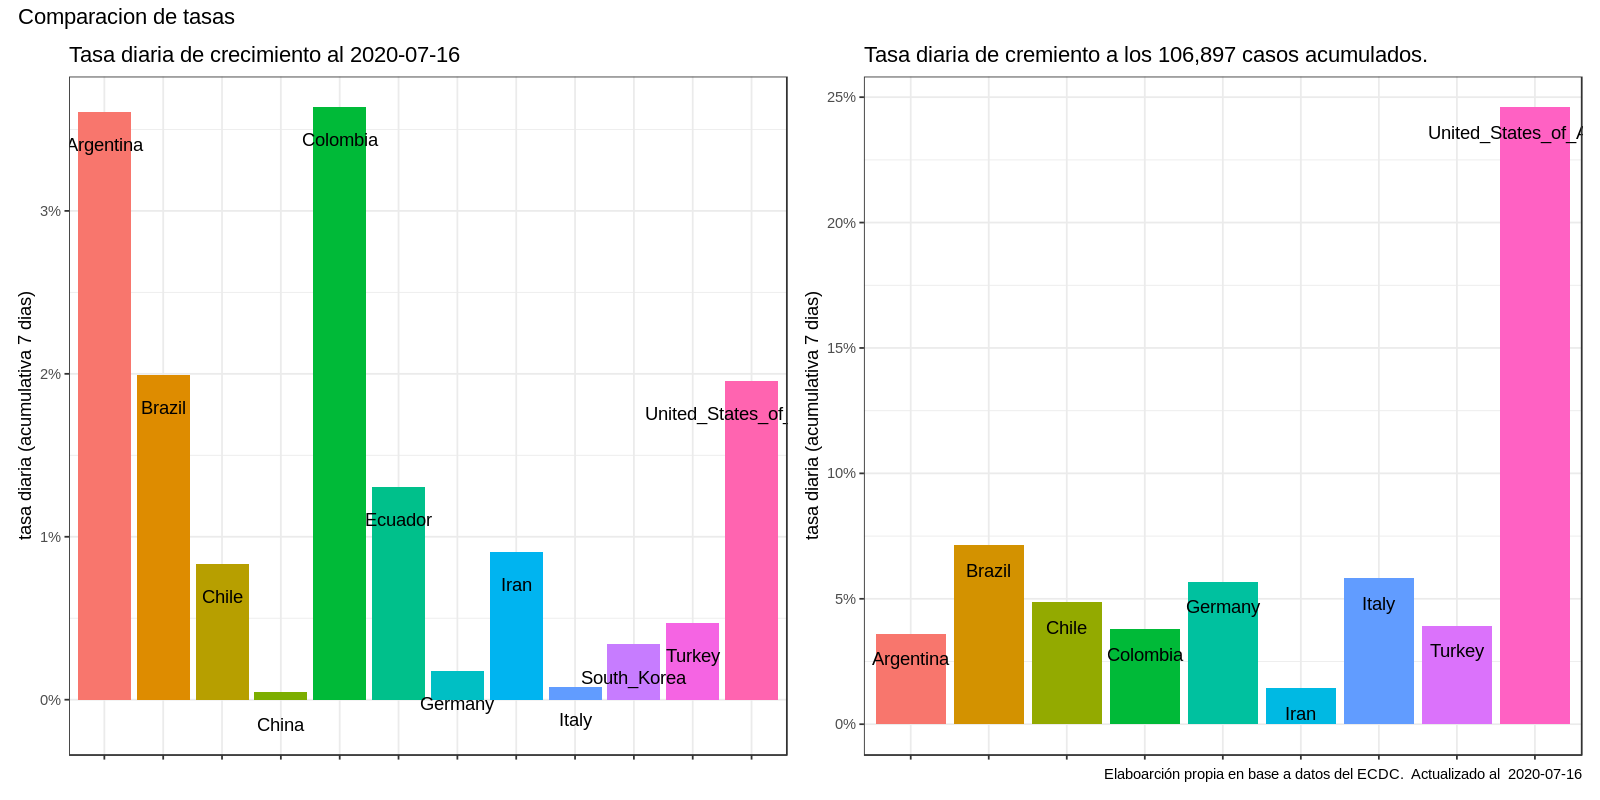 Comparacion de tasas
Tasa diaria de crecimiento al 2020-07-16
tasa diaria (acumulativa 7 dias)
3%
2%
1%
0%
Argentina
Brazil
Chile
China
Colombia
Ecuador
Germany
Iran
Italy
South_Korea
Turkey
United_States_of_
Tasa diaria de cremiento a los 106,897 casos acumulados.
tasa diaria (acumulativa 7 dias)
25%
20%
15%
10%
5%
0%
Argentina
Brazil
Chile
Colombia
Germany
Iran
Italy
Turkey
United_States_of_A
Elaboarción propia en base a datos del ECDC. Actualizado al 2020-07-16